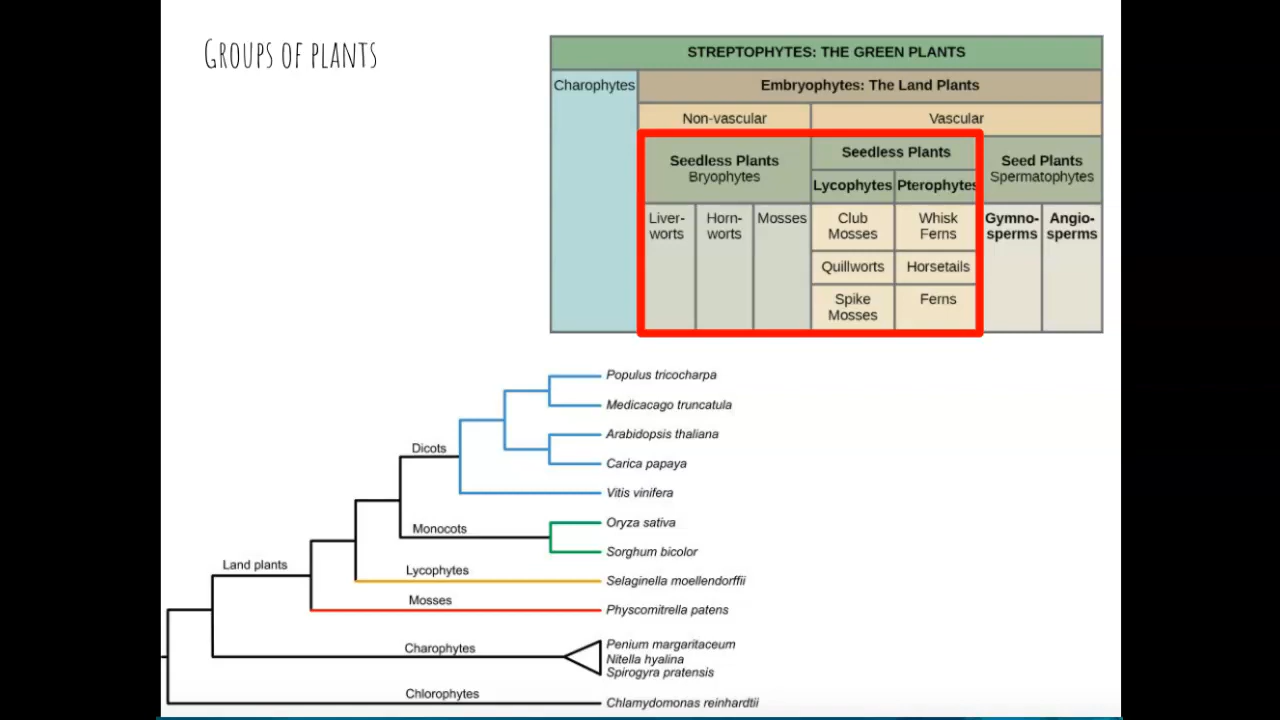 Groups of plants
STREPTOPHYTES: THE GREEN PLANTS
Charophytes
Embryophytes: The Land Plants
Non-vascular
Vascular
Seedless Plants
Bryophytes
Seedless Plants
Lycophytes
Pterophytes
Seed Plants
Spermatophytes
Liver-
worts
Horn-
worts
Mosses
Club
Mosses
Whisk
Ferns
Quillworts
Horsetails
Spike
Mosses
Ferns
Gymno-
sperms
Angio-
sperms
Populus tricocharpa
Medicacago truncatula
Arabidopsis thaliana
Carica papaya
Vitis vinifera
Oryza sativa
Sorghum bicolor
Selaginella moellendorffii
Physcomitrella patens
Penium margaritaceum
Nitella hyalina
Spirogyra pratensis
Chlamydomonas reinhardtii
Dicots
Monocots
Land plants
Lycophytes
Mosses
Charophytes
Chlorophytes